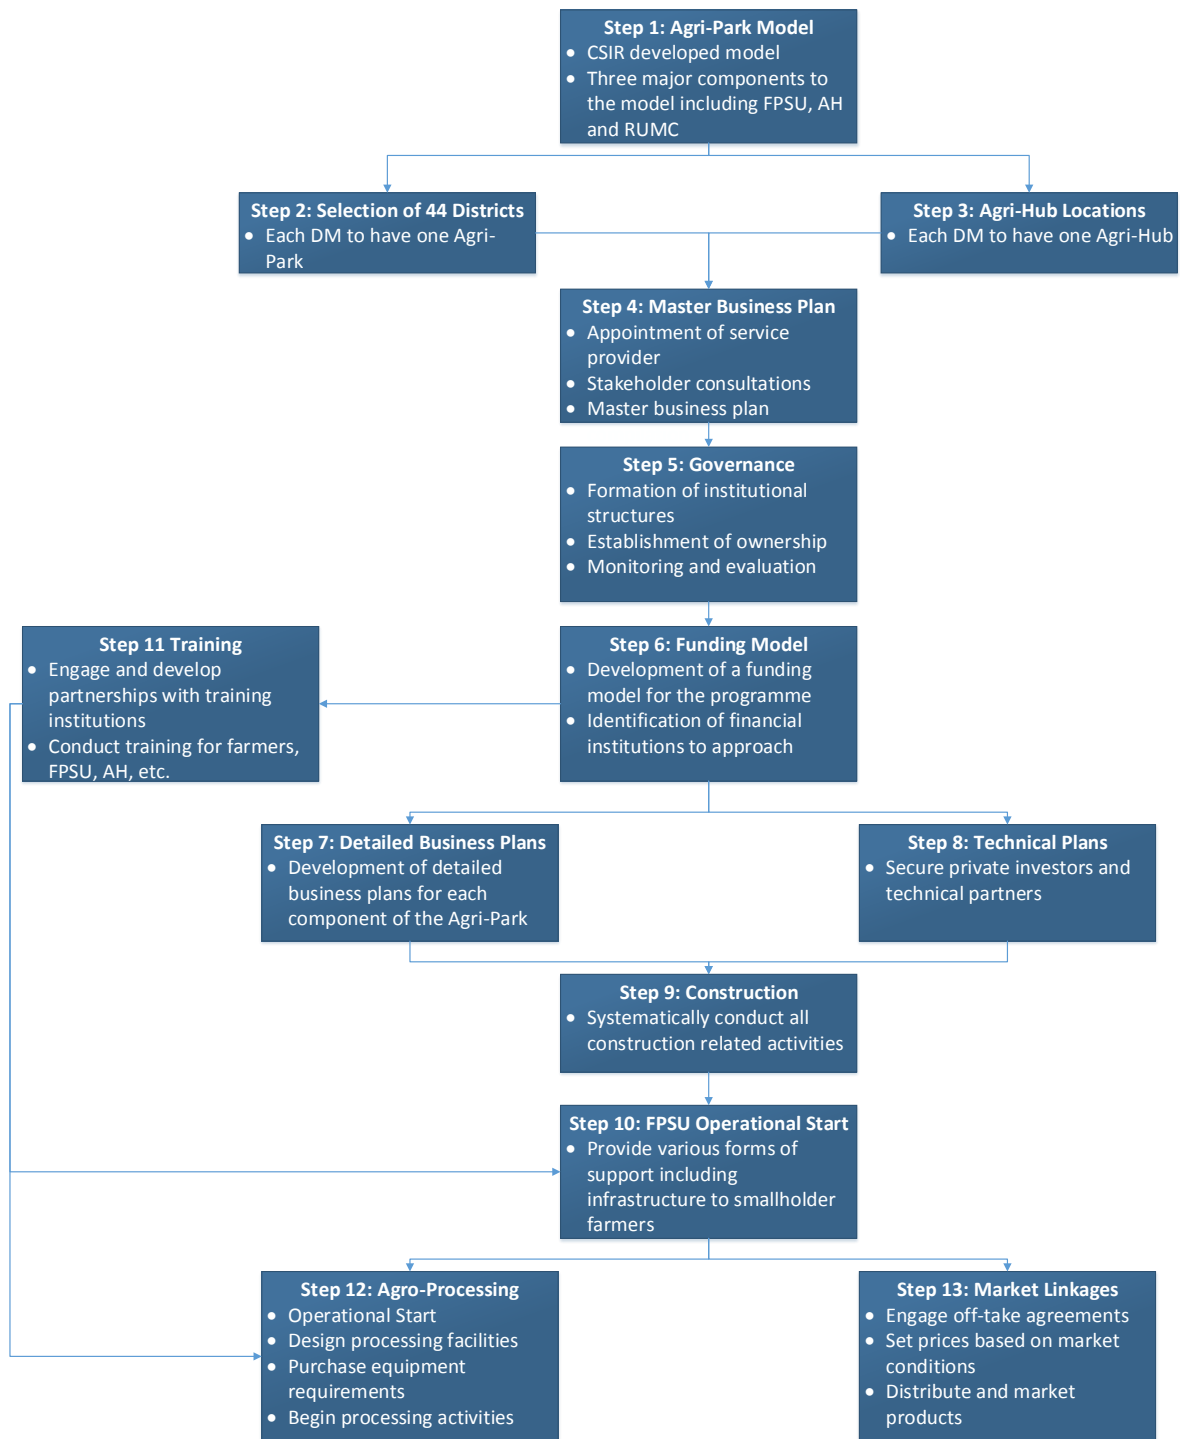 Step 1: Agri-Park Model
• CSIR developed model
• Three major components to
the model including FPSU, AH
and RUMC
Step 2: Selection of 44 Districts
• Each DM to have one Agri-
Park
Step 3: Agri-Hub Locations
• Each DM to have one Agri-Hub
Step 4: Master Business Plan
• Appointment of service
provider
• Stakeholder consultations
• Master business plan
Step 5: Governance
• Formation of institutional
structures
• Establishment of ownership
• Monitoring and evaluation
Step 11 Training
• Engage and develop
partnerships with training
institutions
• Conduct training for farmers,
FPSU, AH, etc.
Step 6: Funding Model
• Development of a funding
model for the programme
• Identification of financial
institutions to approach
Step 7: Detailed Business Plans
• Development of detailed
business plans for each
component of the Agri-Park
Step 8: Technical Plans
• Secure private investors and
technical partners
Step 9: Construction
• Systematically conduct all
construction related activities
Step 10: FPSU Operational Start
• Provide various forms of
support including
infrastructure to smallholder
farmers
Step 12: Agro-Processing
• Operational Start
• Design processing facilities
• Purchase equipment
requirements
• Begin processing activities
Step 13: Market Linkages
• Engage off-take agreements
• Set prices based on market
conditions
• Distribute and market
products